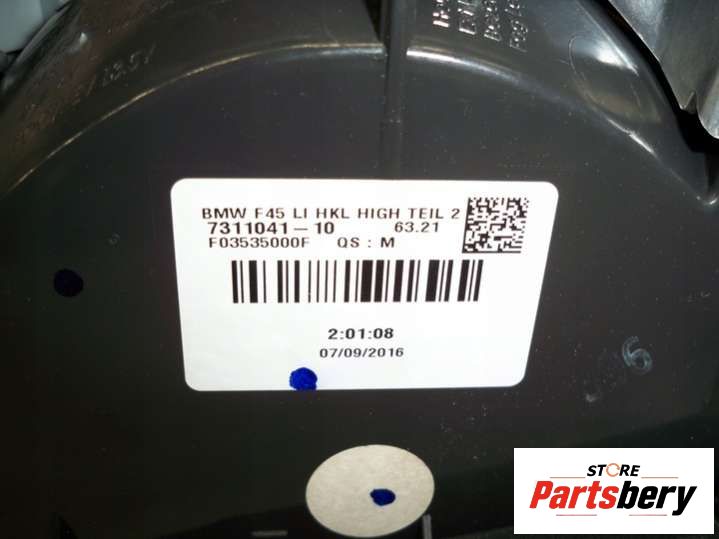 BMW F45 LI HKL HIGH TEIL 2
7311041-10 63.21
F03535000F QS : M
2:01:08
07/09/2016
STORE
Partsbery